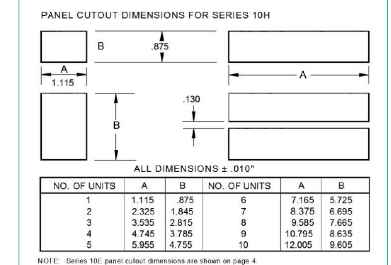 PANEL CUTOUT DIMENSIONS FOR SERIES 10H
B .875
A
1.115
A
.130
B
ALL DIMENSIONS ± .010"
NO. OF UNITS A B NO. OF UNITS A B
1 1.115 .875 6 7.165 5.725
2 2.325 1.845 7 8.375 6.695
3 3.535 2.815 8 9.585 7.665
4 4.745 3.785 9 10.795 8.635
5 5.955 4.755 10 12.005 9.605
NOTE: Series 10E panel cutout dimensions are shown on page 4.